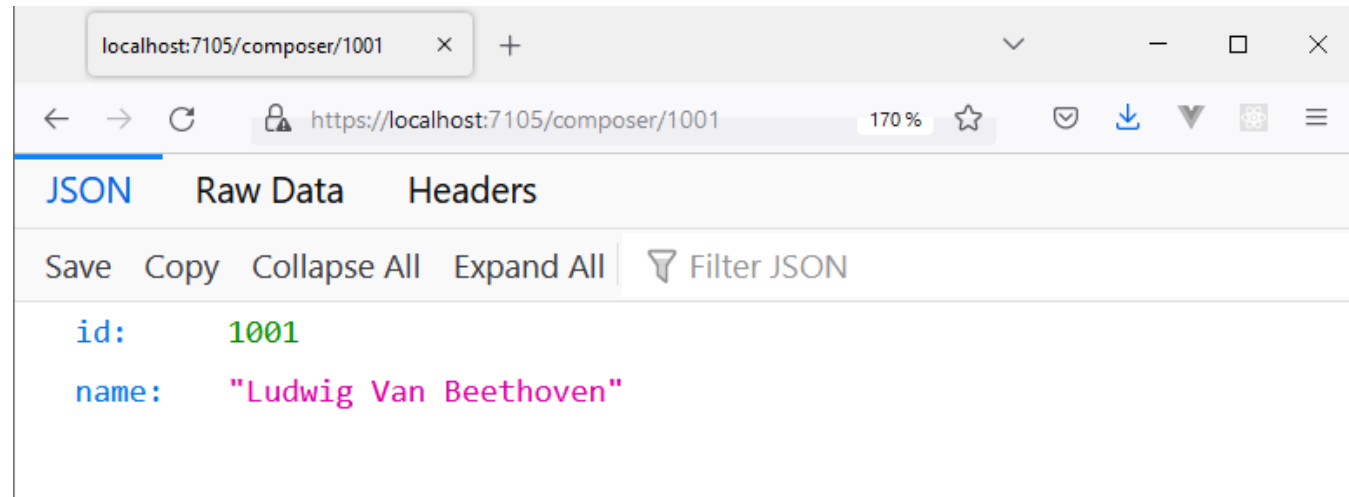 localhost:7105/composer/1001
https://localhost:7105/composer/1001 170 %
JSON Raw Data Headers
Save Copy Collapse All Expand All Filter JSON
id: 1001
name: "Ludwig Van Beethoven"